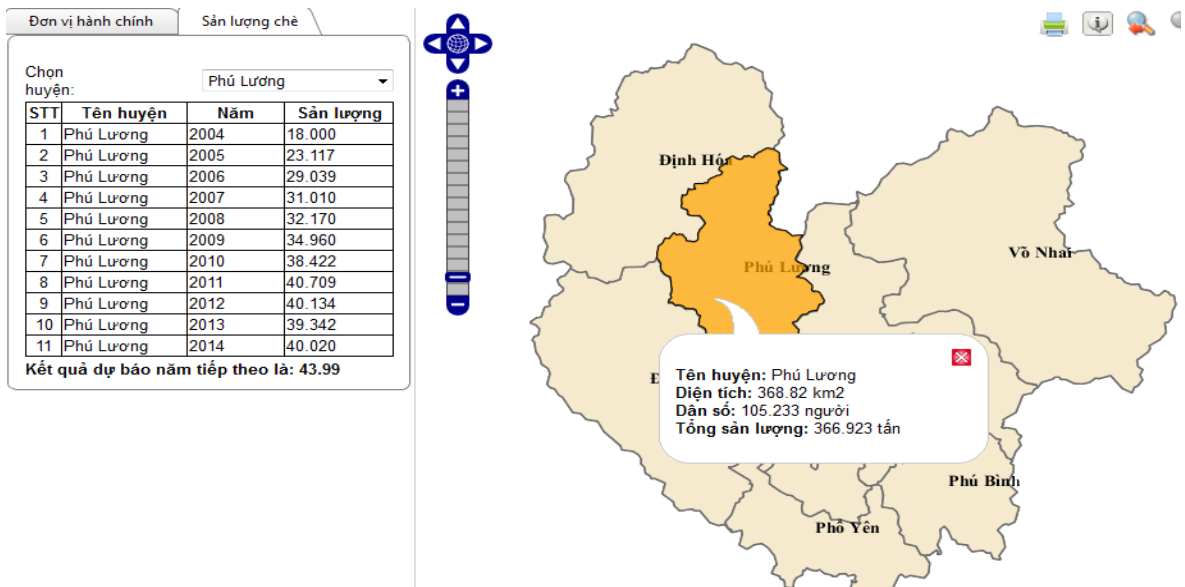 Đơn vị hành chính
Sản lượng chè
Chọn
huyện:
Phú Lương
STT Tên huyện Năm Sản lượng
1 Phú Lương 2004 18.000
2 Phú Lương 2005 23.117
3 Phú Lương 2006 29.039
4 Phú Lương 2007 31.010
5 Phú Lương 2008 32.170
6 Phú Lương 2009 34.960
7 Phú Lương 2010 38.422
8 Phú Lương 2011 40.709
9 Phú Lương 2012 40.134
10 Phú Lương 2013 39.342
11 Phú Lương 2014 40.020
Kết quả dự báo năm tiếp theo là: 43.99
Định Hóa
Võ Nhai
Phú Lương
Tên huyện: Phú Lương
Diện tích: 368.82 km2
Dân số: 105.233 người
Tổng sản lượng: 366.923 tấn
Phú Bình
Phổ Yên